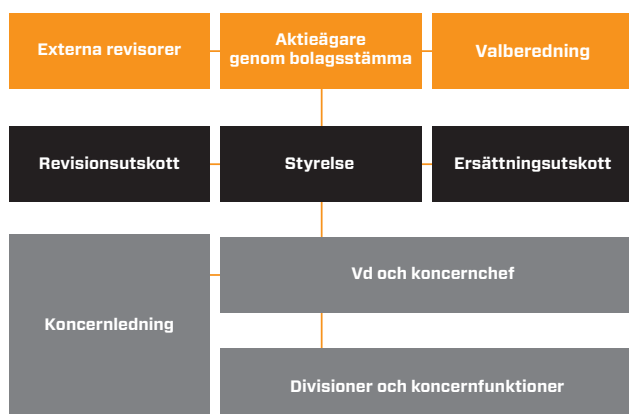 Externa revisorer
Aktieägare
genom bolagsstämma
Valberedning
Revisionsutskott
Styrelse
Ersättningsutskott
Vd och koncernchef
Koncernledning
Divisioner och koncernfunktioner